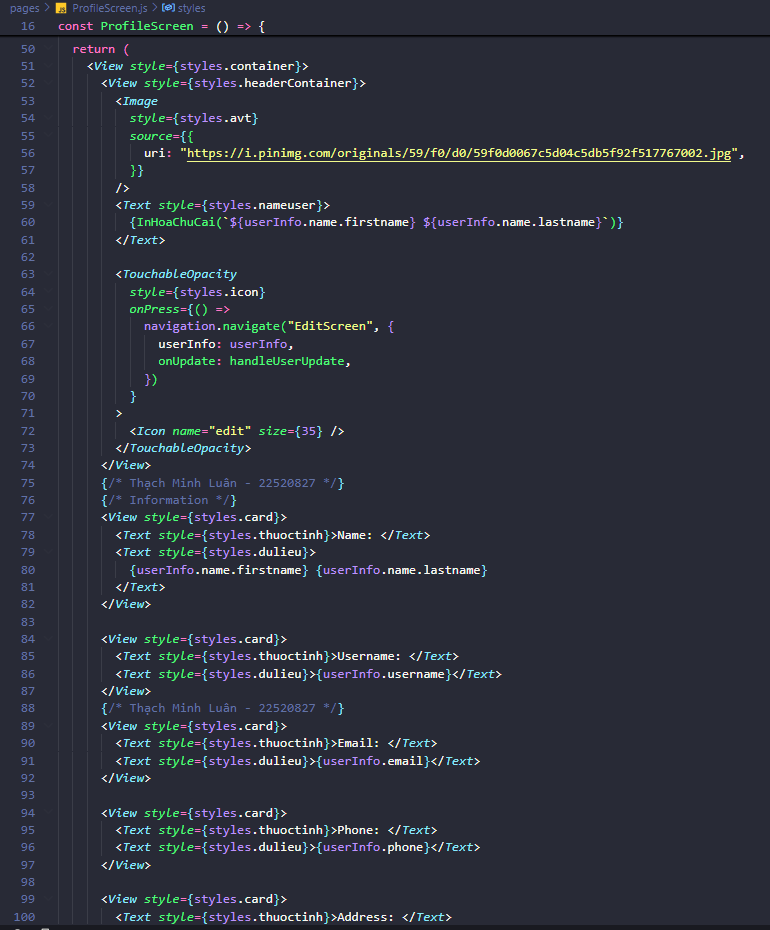 pages > JS ProfileScreen.js > styles
16 const ProfileScreen = () => {
50 return (
51 <View style={styles.container}>
52 <View style={styles.headerContainer}>
53 <Image
54 style={styles.avt}
55 source={{
56 uri: "https://i.pinimg.com/originals/59/f0/d0/59f0d0067c5d04c5db5f92f517767002.jpg",
57 }}
58 />
59 <Text style={styles.nameuser}>
60 {InHoaChuCai(`${userInfo.name.firstname} ${userInfo.name.lastname}`)}
61 </Text>
62
63 <TouchableOpacity
64 style={styles.icon}
65 onPress={() =>
66 navigation.navigate("EditScreen", {
67 userInfo: userInfo,
68 onUpdate: handleUserUpdate,
69 })
70 }
71 >
72 <Icon name="edit" size={35} />
73 </TouchableOpacity>
74 </View>
75 {/* Thạch Minh Luân - 22520827 */}
76 {/* Information */}
77 <View style={styles.card}>
78 <Text style={styles.thuoctinh}>Name: </Text>
79 <Text style={styles.dulieu}>
80 {userInfo.name.firstname} {userInfo.name.lastname}
81 </Text>
82 </View>
83
84 <View style={styles.card}>
85 <Text style={styles.thuoctinh}>Username: </Text>
86 <Text style={styles.dulieu}>{userInfo.username}</Text>
87 </View>
88 {/* Thạch Minh Luân - 22520827 */}
89 <View style={styles.card}>
90 <Text style={styles.thuoctinh}>Email: </Text>
91 <Text style={styles.dulieu}>{userInfo.email}</Text>
92 </View>
93
94 <View style={styles.card}>
95 <Text style={styles.thuoctinh}>Phone: </Text>
96 <Text style={styles.dulieu}>{userInfo.phone}</Text>
97 </View>
98
99 <View style={styles.card}>
100 <Text style={styles.thuoctinh}>Address: </Text>